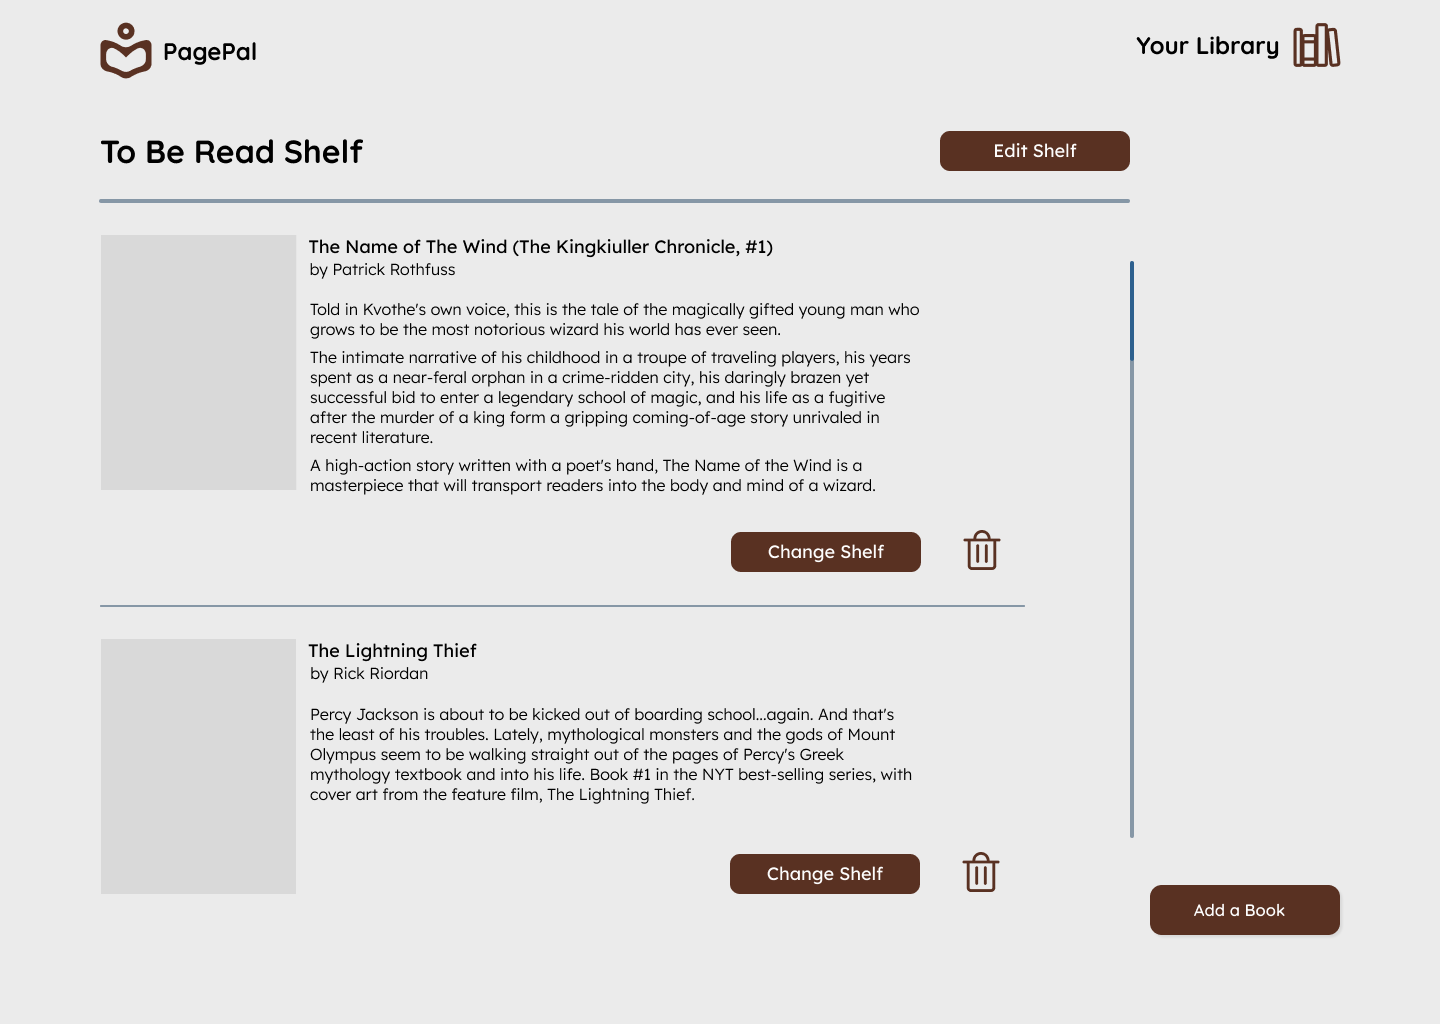 PagePal
Your Library
To Be Read Shelf
Edit Shelf
The Name of The Wind (The Kingkiuller Chronicle, #1)
by Patrick Rothfuss
Told in Kvothe's own voice, this is the tale of the magically gifted young man who
grows to be the most notorious wizard his world has ever seen.
The intimate narrative of his childhood in a troupe of traveling players, his years
spent as a near-feral orphan in a crime-ridden city, his daringly brazen yet
successful bid to enter a legendary school of magic, and his life as a fugitive
after the murder of a king form a gripping coming-of-age story unrivaled in
recent literature.
A high-action story written with a poet's hand, The Name of the Wind is a
masterpiece that will transport readers into the body and mind of a wizard.
Change Shelf
The Lightning Thief
by Rick Riordan
Percy Jackson is about to be kicked out of boarding school...again. And that's
the least of his troubles. Lately, mythological monsters and the gods of Mount
Olympus seem to be walking straight out of the pages of Percy's Greek
mythology textbook and into his life. Book #1 in the NYT best-selling series, with
cover art from the feature film, The Lightning Thief.
Change Shelf
Add a Book